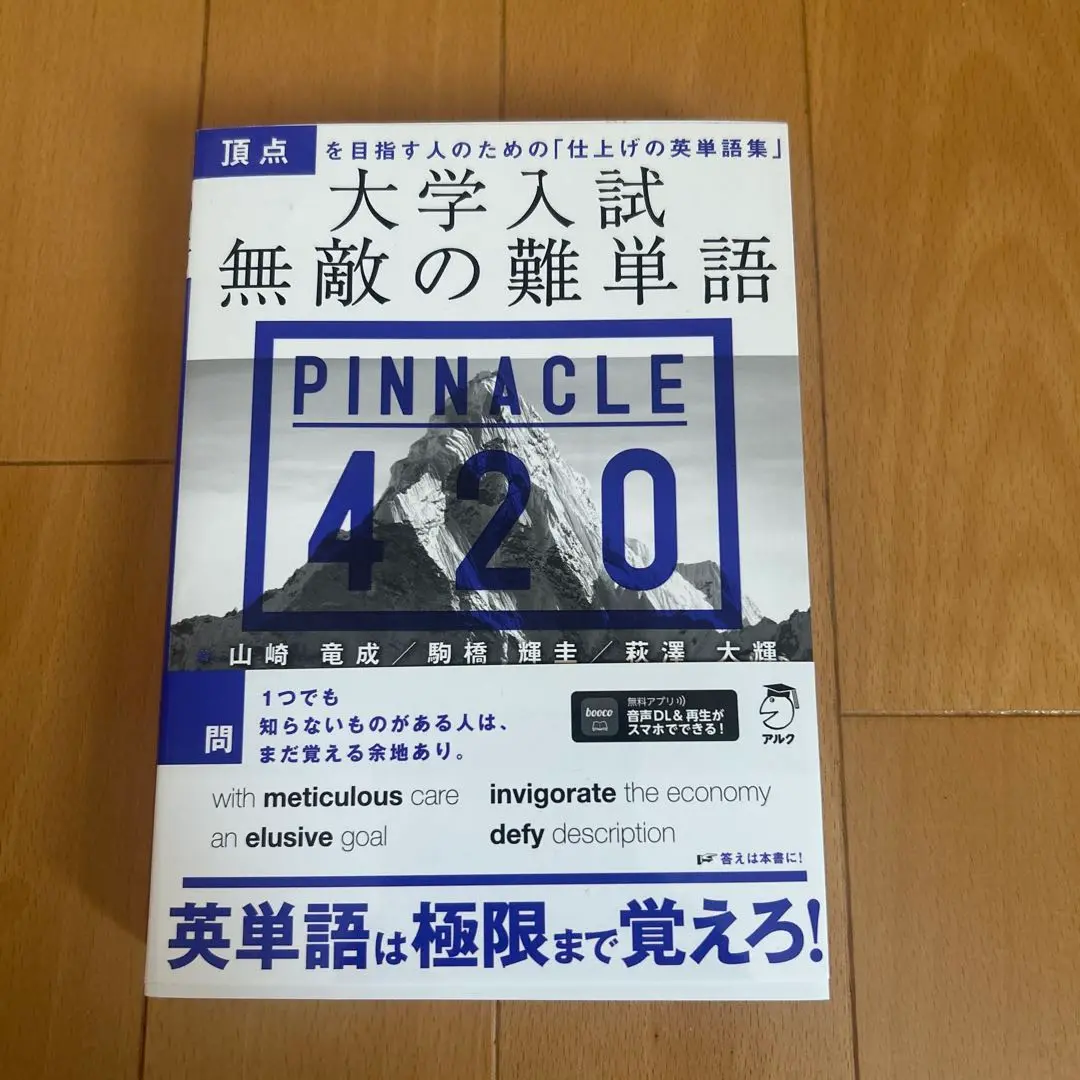 頂点 を目指す人のための「仕上げの英単語集」
大学入試
無敵の難単語
PINNACLE
420
山崎 竜成／駒橋 輝圭／萩澤 大輝
問
1つでも
知らないものがある人は、
まだ覚える余地あり。
booco
無料アプリ
音声DL&再生が
スマホでできる!
アルク
with meticulous care
invigorate the economy
an elusive goal
defy description
☞答えは本書に!
英単語は極限まで覚えろ!